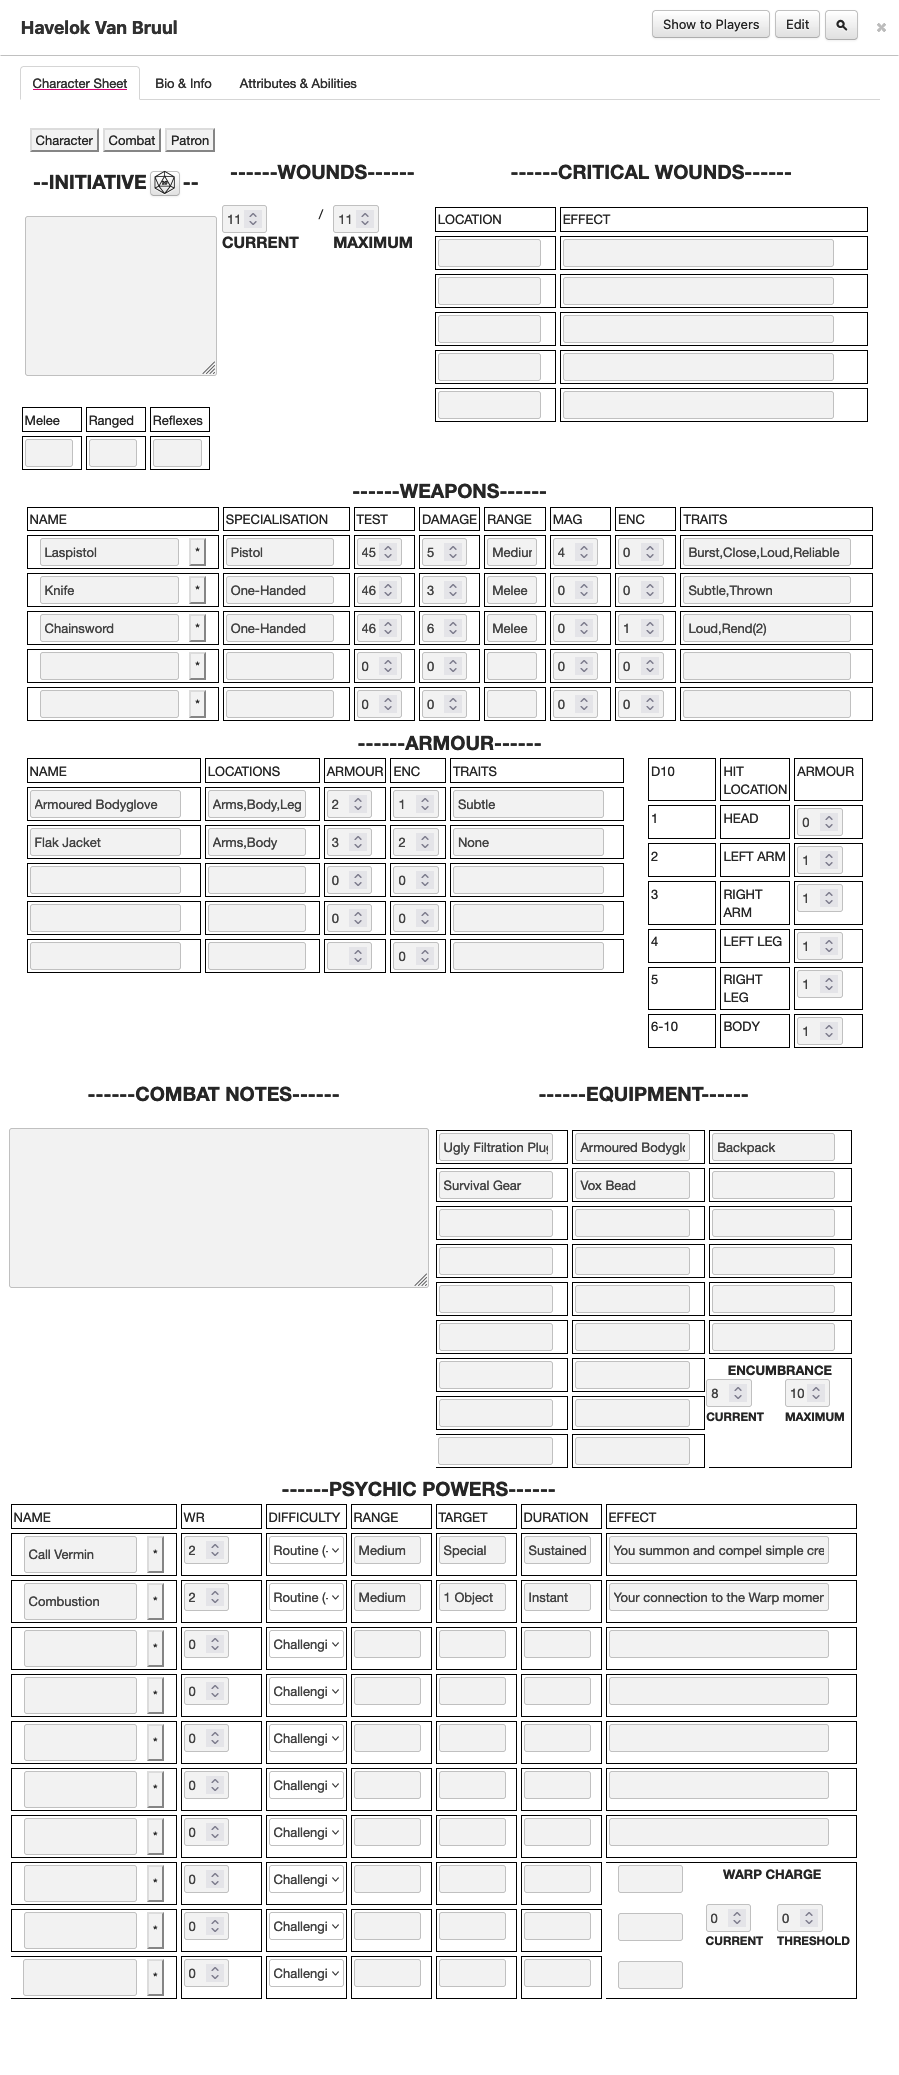 Havelok Van Bruul
Show to Players Edit
Character Sheet Bio & Info Attributes & Abilities
Character Combat Patron
--INITIATIVE --
------WOUNDS------
11 / 11
CURRENT MAXIMUM
------CRITICAL WOUNDS------
LOCATION EFFECT
Melee Ranged Reflexes
------WEAPONS------
NAME SPECIALISATION TEST DAMAGE RANGE MAG ENC TRAITS
Laspistol * Pistol 45 5 Mediur 4 0 Burst,Close,Loud,Reliable
Knife * One-Handed 46 3 Melee 0 0 Subtle,Thrown
Chainsword * One-Handed 46 6 Melee 0 1 Loud,Rend(2)
* 0 0 0 0
* 0 0 0 0
------ARMOUR------
NAME LOCATIONS ARMOUR ENC TRAITS
Armoured Bodyglove Arms,Body,Leg 2 1 Subtle
Flak Jacket Arms,Body 3 2 None
0 0
0 0
0
D10 HIT LOCATION ARMOUR
1 HEAD 0
2 LEFT ARM 1
3 RIGHT ARM 1
4 LEFT LEG 1
5 RIGHT LEG 1
6-10 BODY 1
------COMBAT NOTES------
------EQUIPMENT------
Ugly Filtration Plu Armoured Bodygl Backpack
Survival Gear Vox Bead
ENCUMBRANCE
8 10
CURRENT MAXIMUM
------PSYCHIC POWERS------
NAME WR DIFFICULTY RANGE TARGET DURATION EFFECT
Call Vermin * 2 Routine (- Medium Special Sustained You summon and compel simple cre
Combustion * 2 Routine (- Medium 1 Object Instant Your connection to the Warp momer
* 0 Challengi
* 0 Challengi
* 0 Challengi
* 0 Challengi
* 0 Challengi
* 0 Challengi
* 0 Challengi
* 0 Challengi
WARP CHARGE
0 0
CURRENT THRESHOLD